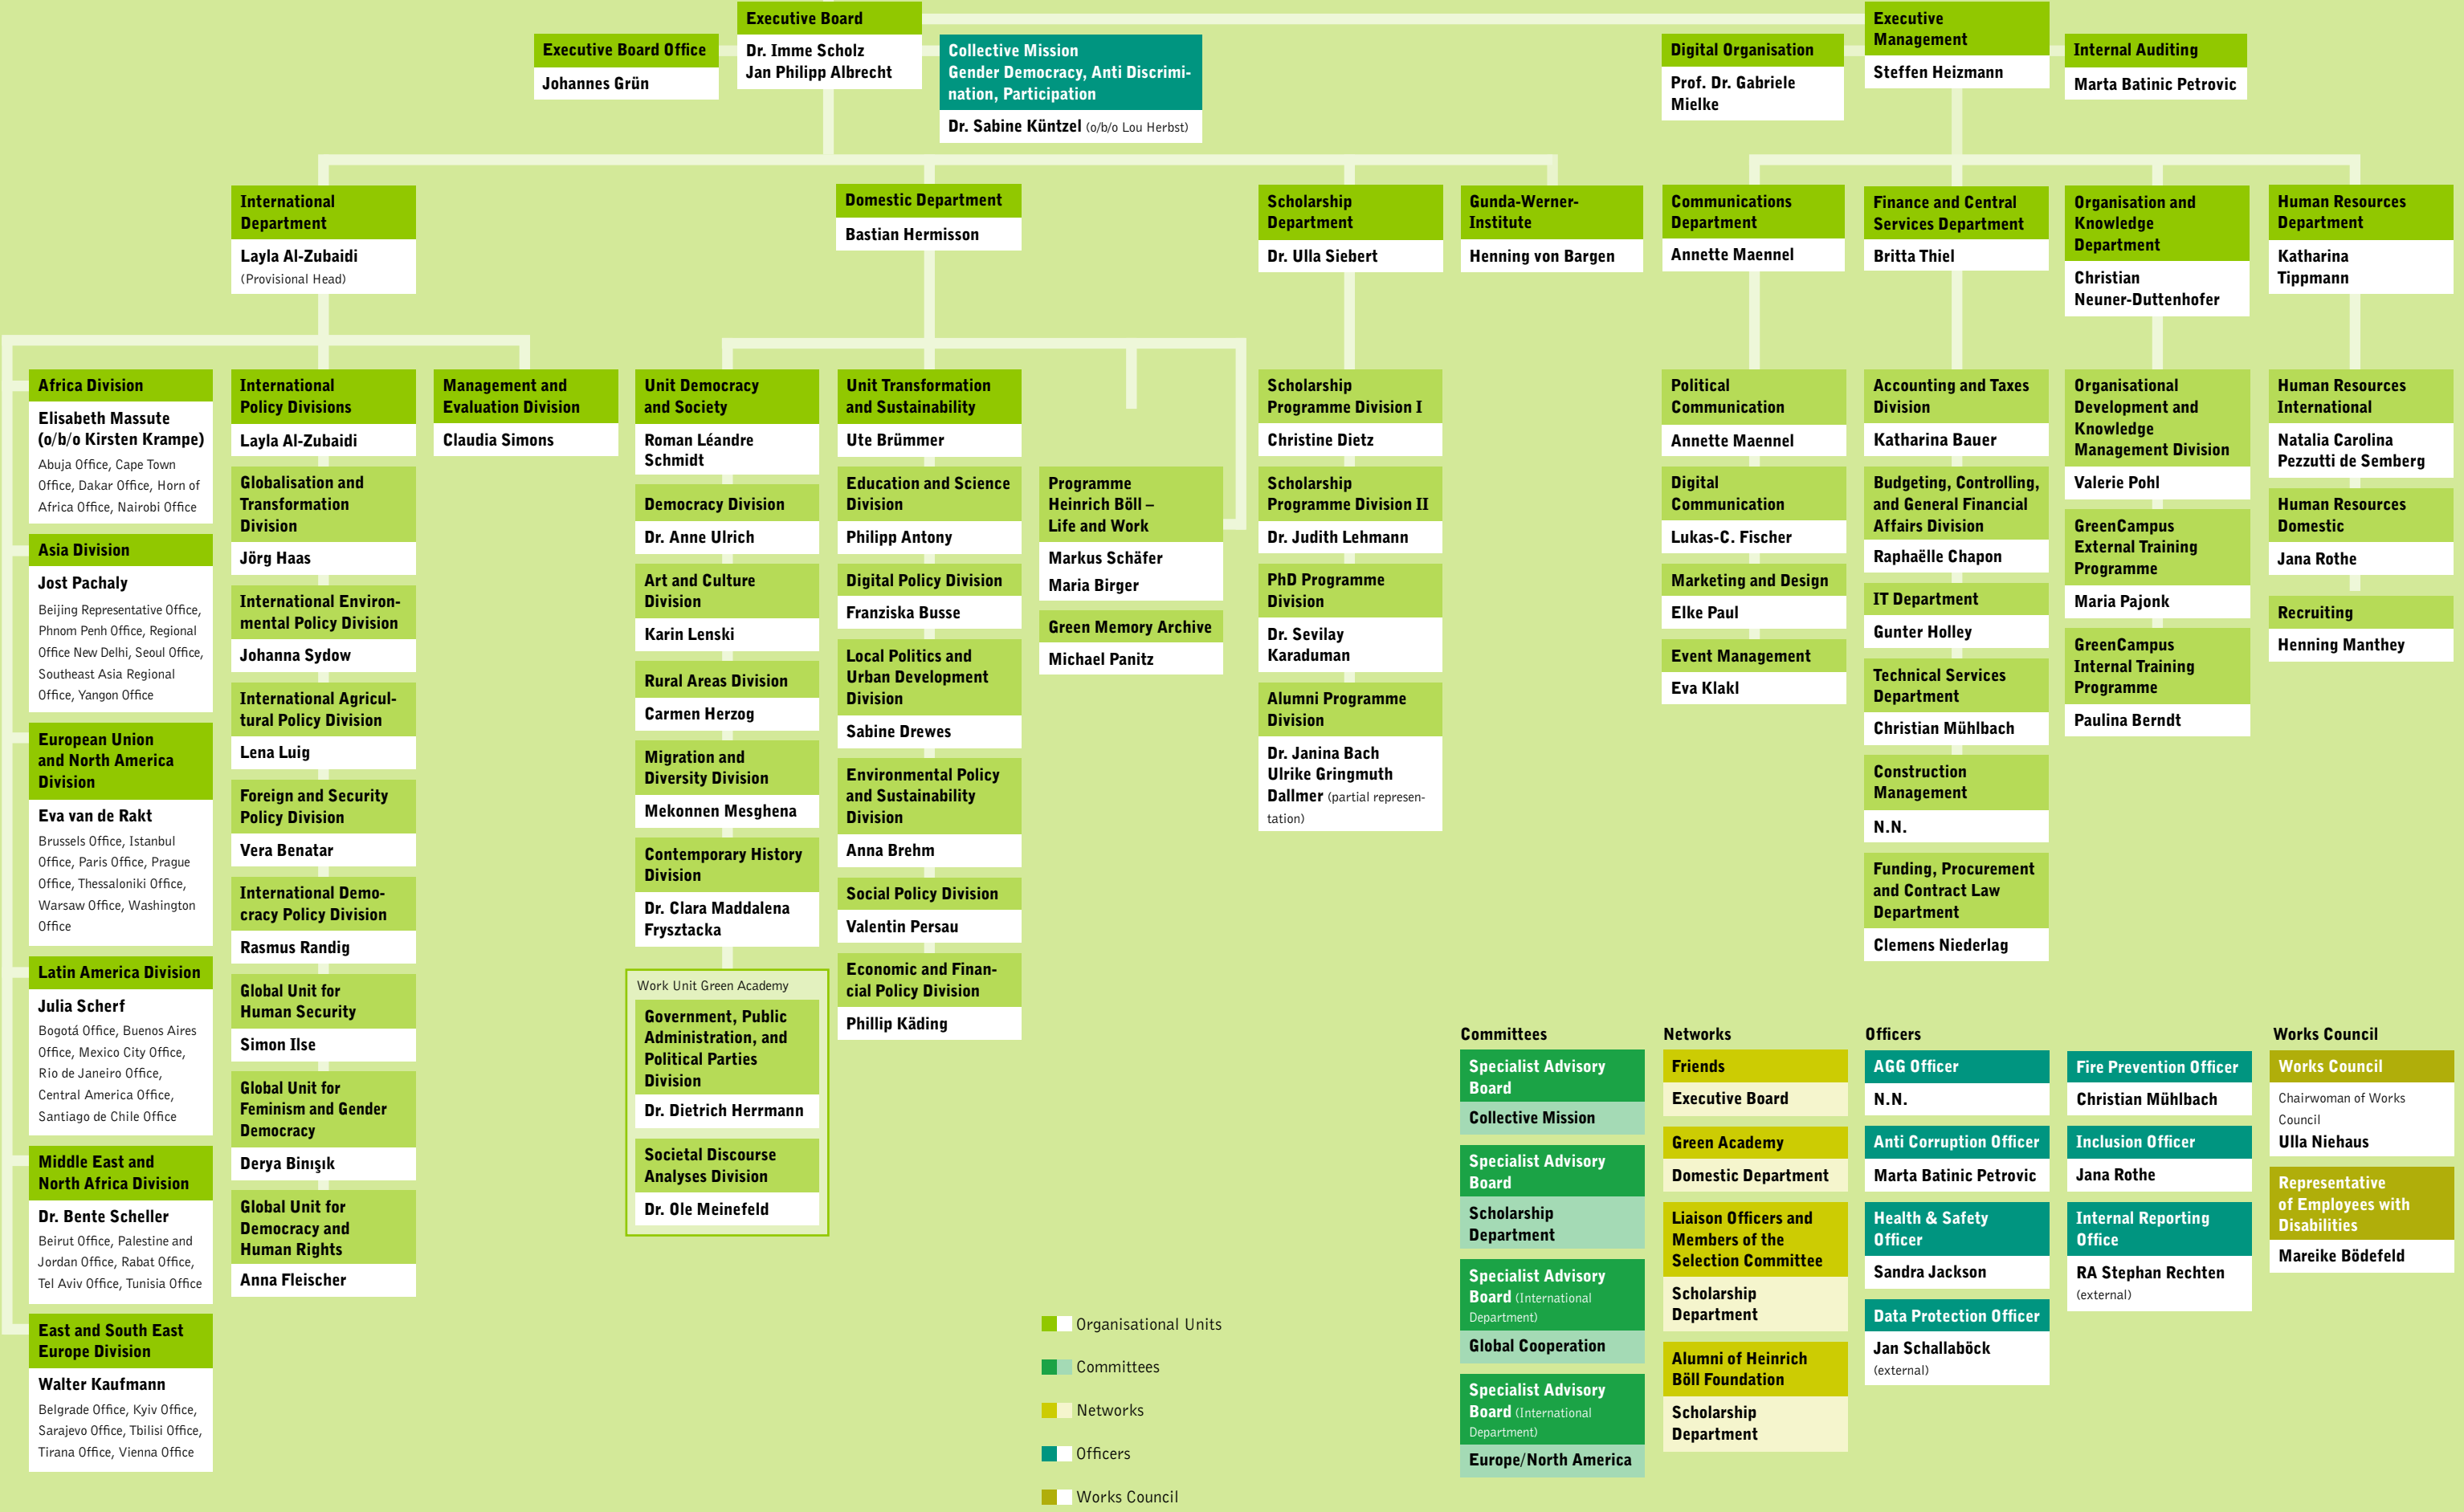 Executive Board
Dr. Imme Scholz
Jan Philipp Albrecht
Executive Board Office
Johannes Grün
Collective Mission
Gender Democracy, Anti Discrimi-
nation, Participation
Dr. Sabine Küntzel (o/b/o Lou Herbst)
Executive
Management
Steffen Heizmann
Digital Organisation
Prof. Dr. Gabriele
Mielke
Internal Auditing
Marta Batinic Petrovic
International
Department
Layla Al-Zubaidi
(Provisional Head)
Domestic Department
Bastian Hermisson
Scholarship
Department
Dr. Ulla Siebert
Gunda-Werner-
Institute
Henning von Bargen
Communications
Department
Annette Maennel
Finance and Central
Services Department
Britta Thiel
Organisation and
Knowledge
Department
Christian
Neuner-Duttenhofer
Human Resources
Department
Katharina
Tippmann
Africa Division
Elisabeth Massute
(o/b/o Kirsten Krampe)
Abuja Office, Cape Town
Office, Dakar Office, Horn of
Africa Office, Nairobi Office
Asia Division
Jost Pachaly
Beijing Representative Office,
Phnom Penh Office, Regional
Office New Delhi, Seoul Office,
Southeast Asia Regional
Office, Yangon Office
European Union
and North America
Division
Eva van de Rakt
Brussels Office, Istanbul
Office, Paris Office, Prague
Office, Thessaloniki Office,
Warsaw Office, Washington
Office
Latin America Division
Julia Scherf
Bogotá Office, Buenos Aires
Office, Mexico City Office,
Rio de Janeiro Office,
Central America Office,
Santiago de Chile Office
Middle East and
North Africa Division
Dr. Bente Scheller
Beirut Office, Palestine and
Jordan Office, Rabat Office,
Tel Aviv Office, Tunisia Office
East and South East
Europe Division
Walter Kaufmann
Belgrade Office, Kyiv Office,
Sarajevo Office, Tbilisi Office,
Tirana Office, Vienna Office
International
Policy Divisions
Layla Al-Zubaidi
Globalisation and
Transformation
Division
Jörg Haas
International Environ-
mental Policy Division
Johanna Sydow
International Agricul-
tural Policy Division
Lena Luig
Foreign and Security
Policy Division
Vera Benatar
International Demo-
cracy Policy Division
Rasmus Randig
Global Unit for
Human Security
Simon Ilse
Global Unit for
Feminism and Gender
Democracy
Derya Binışık
Global Unit for
Democracy and
Human Rights
Anna Fleischer
Management and
Evaluation Division
Claudia Simons
Unit Democracy
and Society
Roman Léandre
Schmidt
Democracy Division
Dr. Anne Ulrich
Art and Culture
Division
Karin Lenski
Rural Areas Division
Carmen Herzog
Migration and
Diversity Division
Mekonnen Mesghena
Contemporary History
Division
Dr. Clara Maddalena
Frysztacka
Work Unit Green Academy
Government, Public
Administration, and
Political Parties
Division
Dr. Dietrich Herrmann
Societal Discourse
Analyses Division
Dr. Ole Meinefeld
Unit Transformation
and Sustainability
Ute Brümmer
Education and Science
Division
Philipp Antony
Digital Policy Division
Franziska Busse
Local Politics and
Urban Development
Division
Sabine Drewes
Environmental Policy
and Sustainability
Division
Anna Brehm
Social Policy Division
Valentin Persau
Economic and Finan-
cial Policy Division
Phillip Käding
Programme
Heinrich Böll –
Life and Work
Markus Schäfer
Maria Birger
Green Memory Archive
Michael Panitz
Scholarship
Programme Division I
Christine Dietz
Scholarship
Programme Division II
Dr. Judith Lehmann
PhD Programme
Division
Dr. Sevilay
Karaduman
Alumni Programme
Division
Dr. Janina Bach
Ulrike Gringmuth
Dallmer (partial represen-
tation)
Political
Communication
Annette Maennel
Digital
Communication
Lukas-C. Fischer
Marketing and Design
Elke Paul
Event Management
Eva Klakl
Accounting and Taxes
Division
Katharina Bauer
Budgeting, Controlling,
and General Financial
Affairs Division
Raphaëlle Chapon
IT Department
Gunter Holley
Technical Services
Department
Christian Mühlbach
Construction
Management
N.N.
Funding, Procurement
and Contract Law
Department
Clemens Niederlag
Organisational
Development and
Knowledge
Management Division
Valerie Pohl
GreenCampus
External Training
Programme
Maria Pajonk
GreenCampus
Internal Training
Programme
Paulina Berndt
Human Resources
International
Natalia Carolina
Pezzutti de Semberg
Human Resources
Domestic
Jana Rothe
Recruiting
Henning Manthey
Organisational Units
Committees
Networks
Officers
Works Council
Committees
Specialist Advisory
Board
Collective Mission
Specialist Advisory
Board
Scholarship
Department
Specialist Advisory
Board (International
Department)
Global Cooperation
Specialist Advisory
Board (International
Department)
Europe/North America
Networks
Friends
Executive Board
Green Academy
Domestic Department
Liaison Officers and
Members of the
Selection Committee
Scholarship
Department
Alumni of Heinrich
Böll Foundation
Scholarship
Department
Officers
AGG Officer
N.N.
Anti Corruption Officer
Marta Batinic Petrovic
Health & Safety
Officer
Sandra Jackson
Data Protection Officer
Jan Schallaböck
(external)
Fire Prevention Officer
Christian Mühlbach
Inclusion Officer
Jana Rothe
Internal Reporting
Office
RA Stephan Rechten
(external)
Works Council
Works Council
Chairwoman of Works
Council
Ulla Niehaus
Representative
of Employees with
Disabilities
Mareike Bödefeld